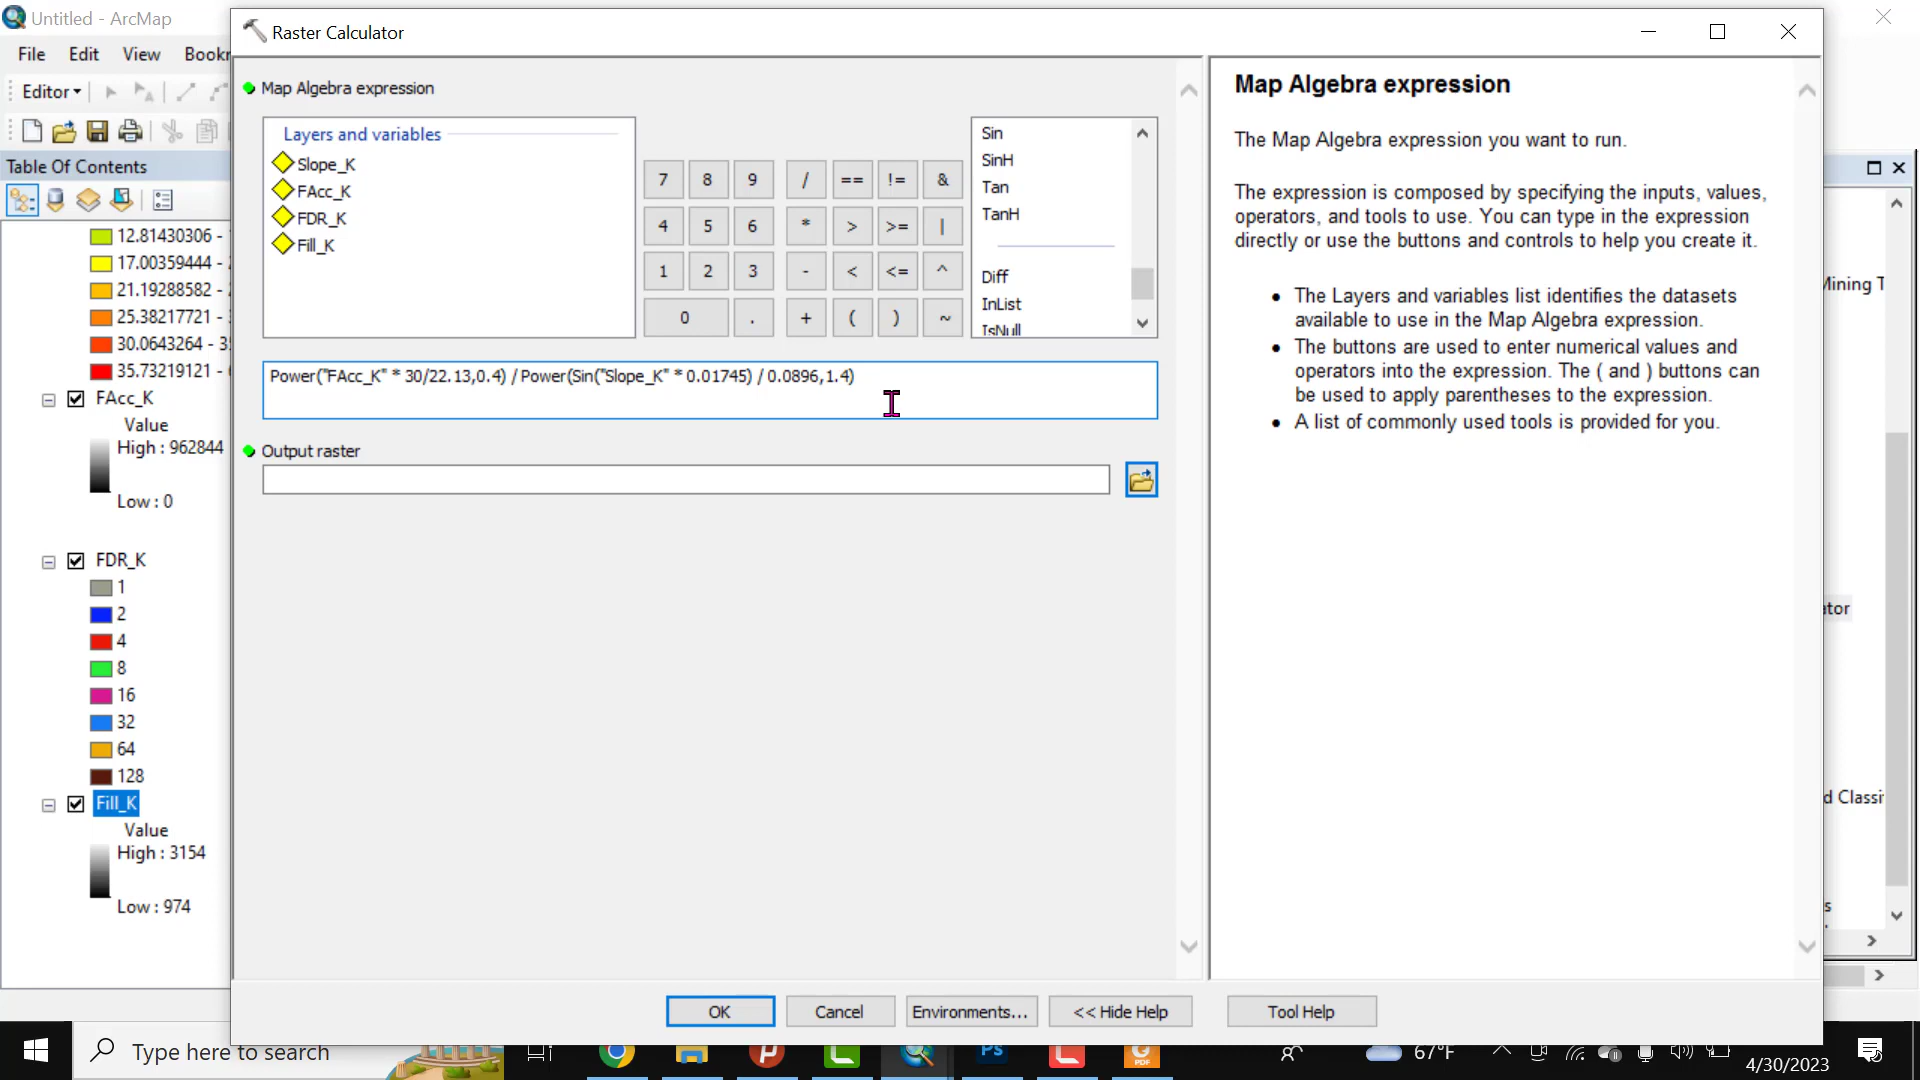 Untitled - ArcMap
File Edit View Bookr
Editor
Table Of Contents
12.81430306 -
17.00359444 -
21.19288582 -
25.38217721 -
30.0643264 - 3
35.73219121 -
FAcc_K
Value
High : 962844
Low : 0
FDR_K
1
2
4
8
16
32
64
128
Fill_K
Value
High : 3154
Low : 974
Raster Calculator
Map Algebra expression
Layers and variables
Slope_K
FAcc_K
FDR_K
Fill_K
7 8 9 / == != &
4 5 6 * > >= |
1 2 3 - < <= ^
0 . + ( ) ~
Sin
SinH
Tan
TanH
Diff
InList
IsNull
Power("FAcc_K" * 30/22.13,0.4) / Power(Sin("Slope_K" * 0.01745) / 0.0896,1.4)
Output raster
OK Cancel Environments... << Hide Help Tool Help
Map Algebra expression
The Map Algebra expression you want to run.
The expression is composed by specifying the inputs, values,
operators, and tools to use. You can type in the expression
directly or use the buttons and controls to help you create it.
• The Layers and variables list identifies the datasets
available to use in the Map Algebra expression.
• The buttons are used to enter numerical values and
operators into the expression. The ( and ) buttons can
be used to apply parentheses to the expression.
• A list of commonly used tools is provided for you.
Mining T
ator
d Classif
s
Type here to search
Ps
PDF
67°F
4/30/2023